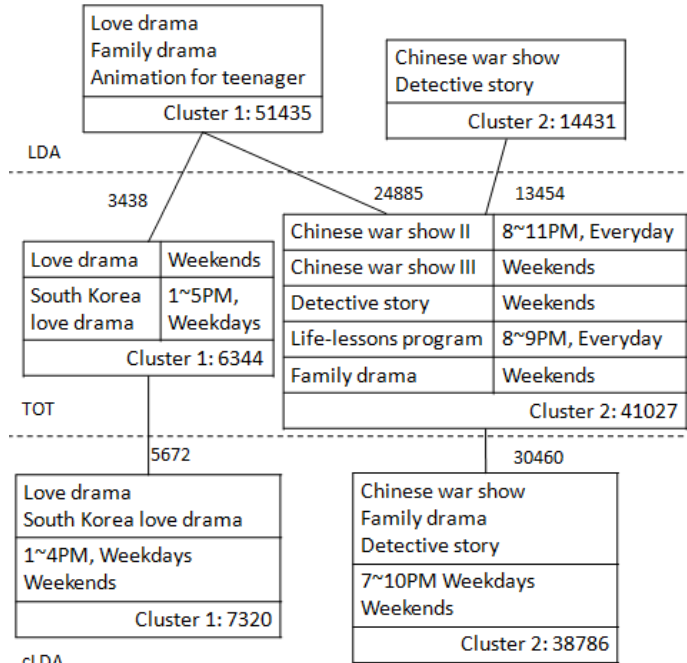 Love drama
Family drama
Animation for teenager
Cluster 1: 51435
Chinese war show
Detective story
Cluster 2: 14431
LDA
3438
24885
13454
Love drama
Weekends
South Korea
love drama
1~5PM,
Weekdays
Cluster 1: 6344
Chinese war show II
8~11PM, Everyday
Chinese war show III
Weekends
Detective story
Weekends
Life-lessons program
8~9PM, Everyday
Family drama
Weekends
Cluster 2: 41027
TOT
5672
30460
Love drama
South Korea love drama
1~4PM, Weekdays
Weekends
Cluster 1: 7320
Chinese war show
Family drama
Detective story
7~10PM Weekdays
Weekends
Cluster 2: 38786
cLDA